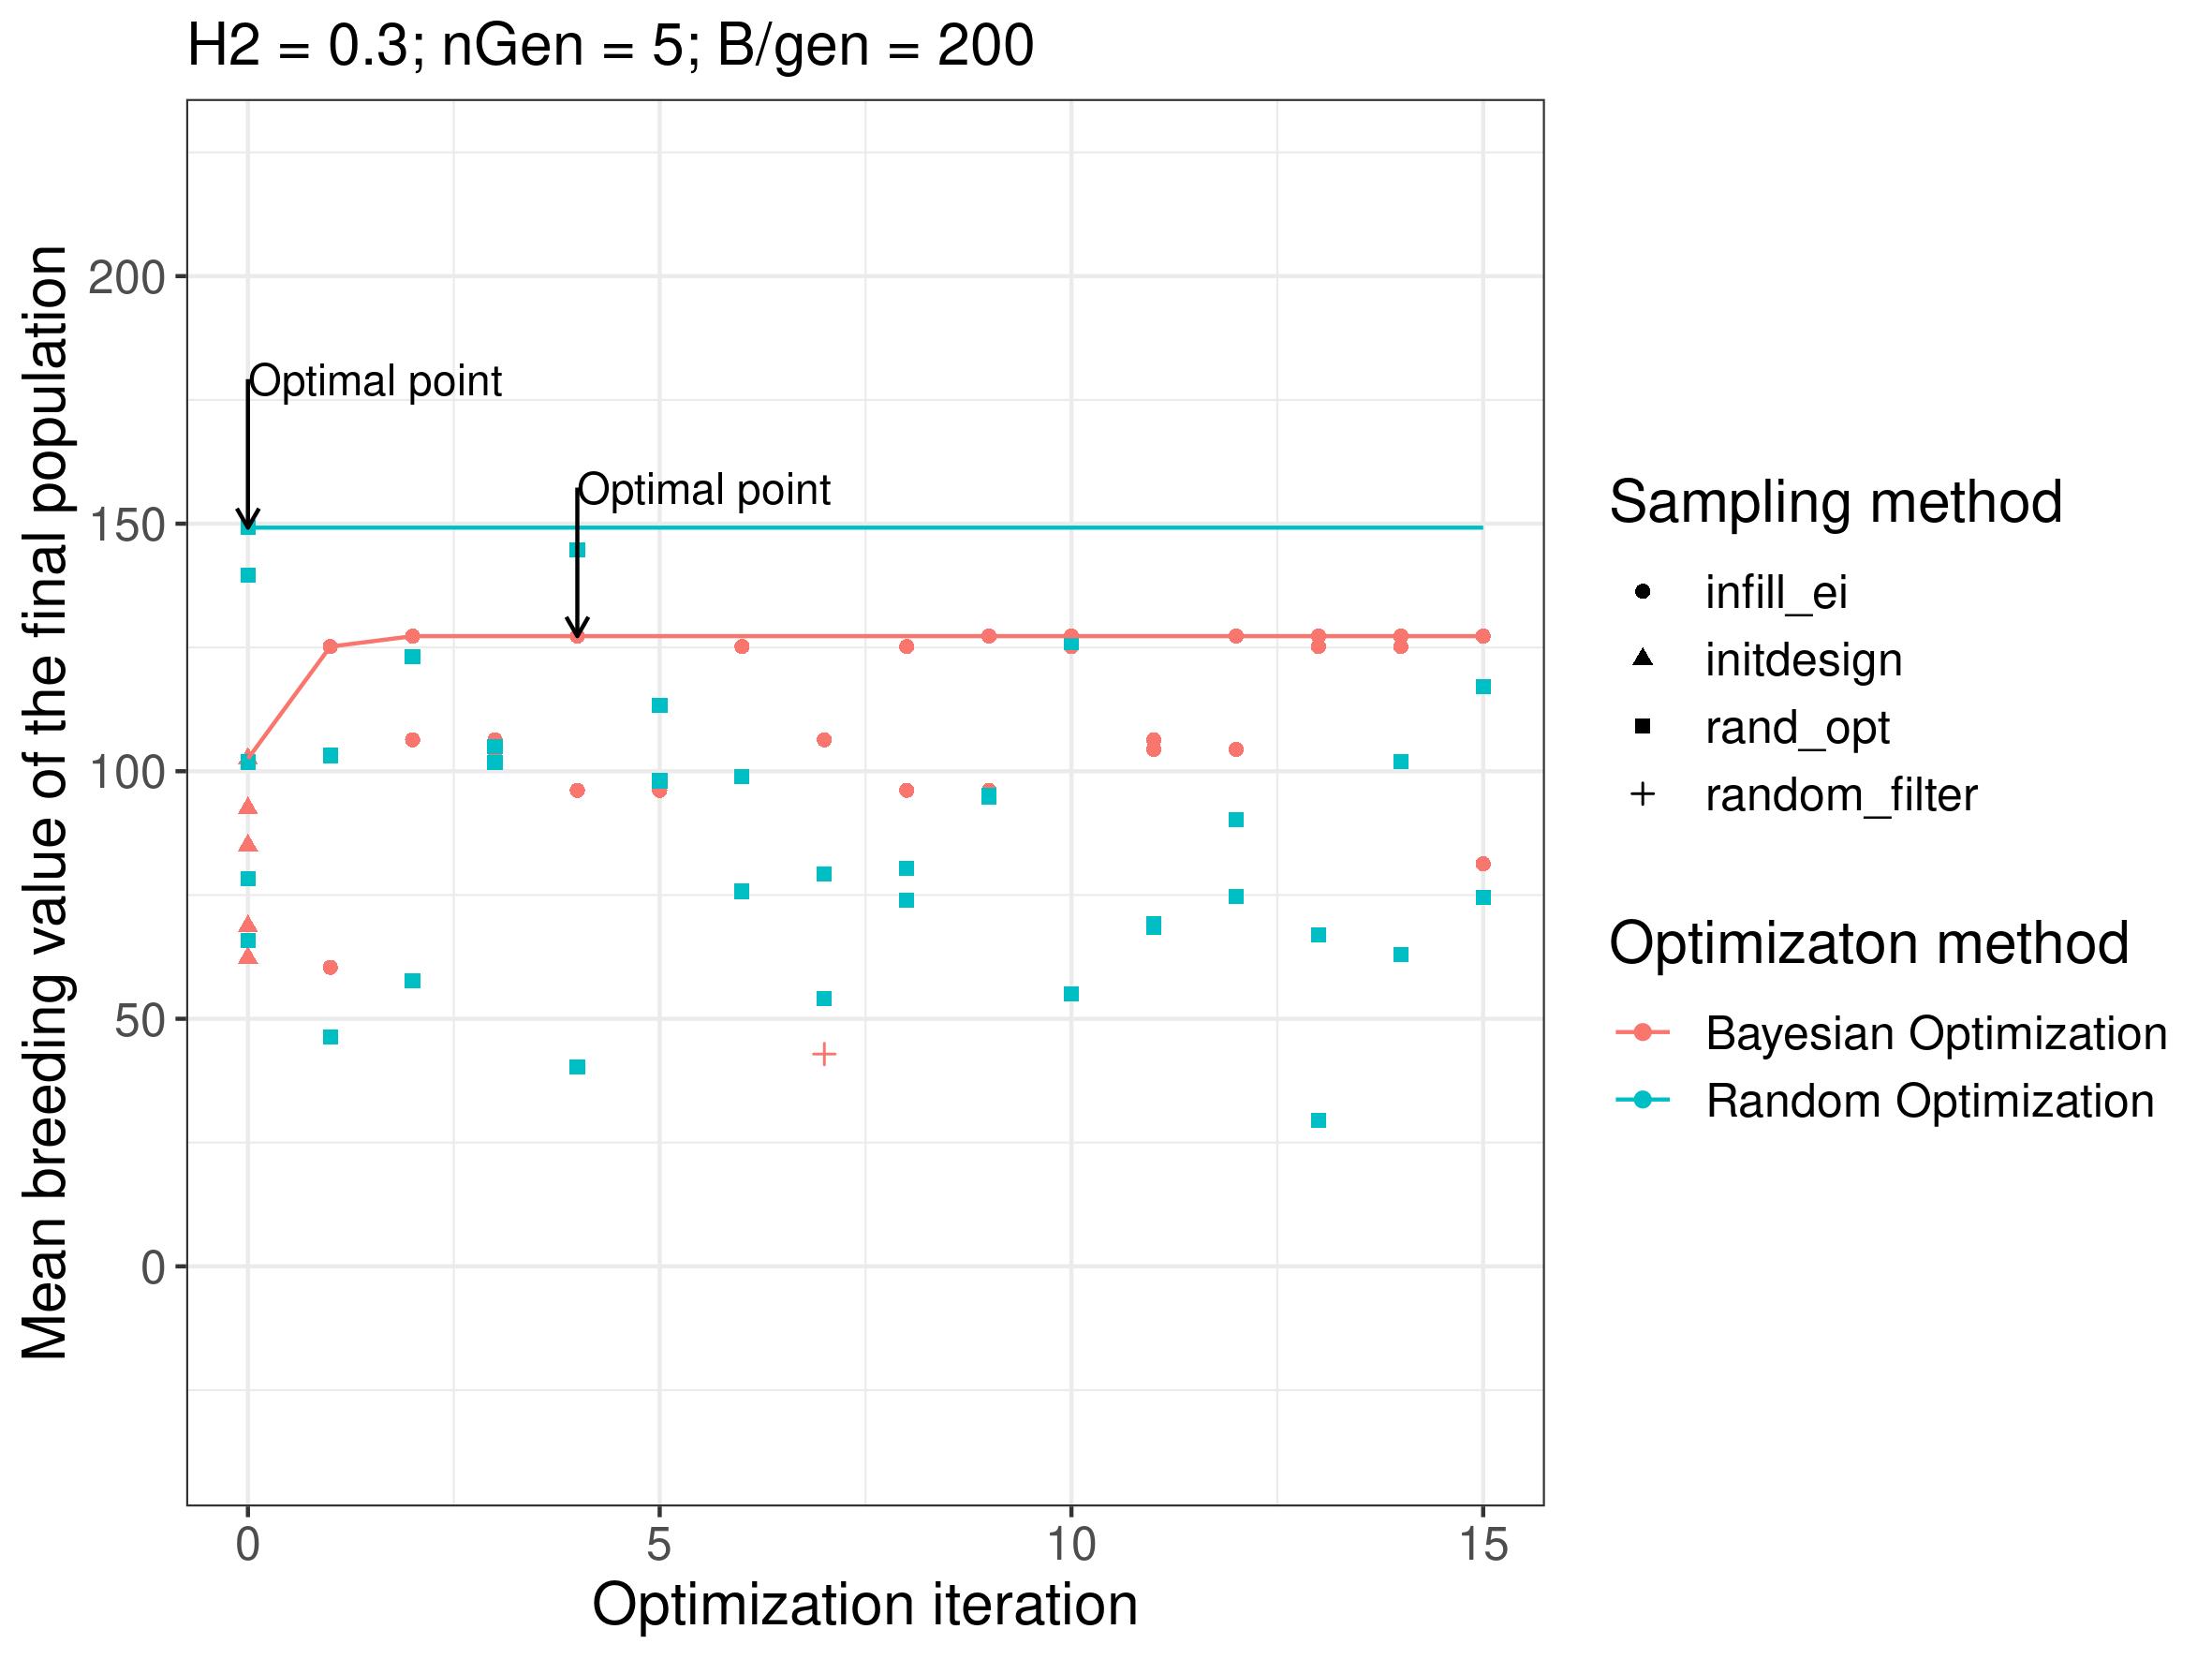 H2 = 0.3; nGen = 5; B/gen = 200
Mean breeding value of the final population
200
150
100
50
0
Optimal point
Optimal point
0
5
10
15
Optimization iteration
Sampling method
infill_ei
initdesign
rand_opt
random_filter
Optimizaton method
Bayesian Optimization
Random Optimization